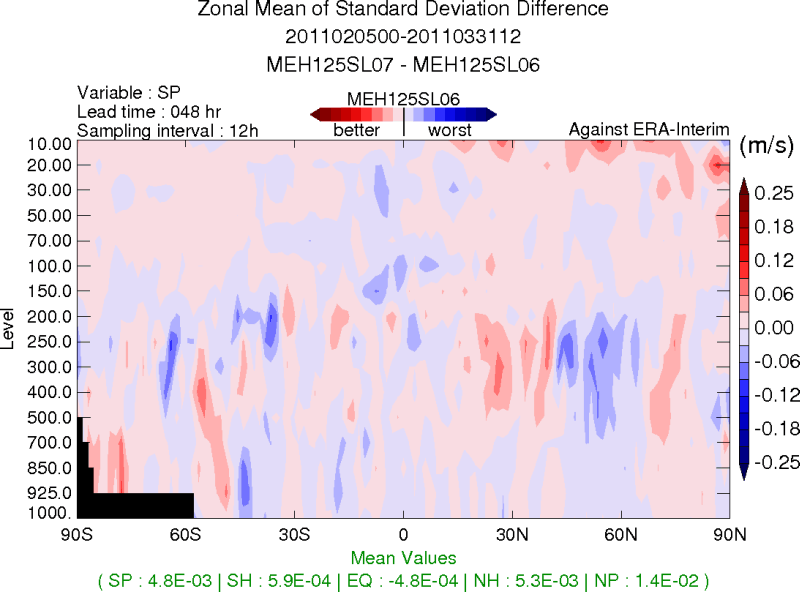 Zonal Mean of Standard Deviation Difference
2011020500-2011033112
MEH125SL07 - MEH125SL06
Variable : SP
Lead time : 048 hr
Sampling interval : 12h
MEH125SL06
better worst
Against ERA-Interim
(m/s)
10.00
20.00
30.00
50.00
70.00
100.0
150.0
200.0
250.0
300.0
400.0
500.0
700.0
850.0
925.0
1000.
Level
0.25
0.18
0.12
0.06
0.00
-0.06
-0.12
-0.18
-0.25
90S 60S 30S 0 30N 60N 90N
Mean Values
( SP : 4.8E-03 | SH : 5.9E-04 | EQ : -4.8E-04 | NH : 5.3E-03 | NP : 1.4E-02 )